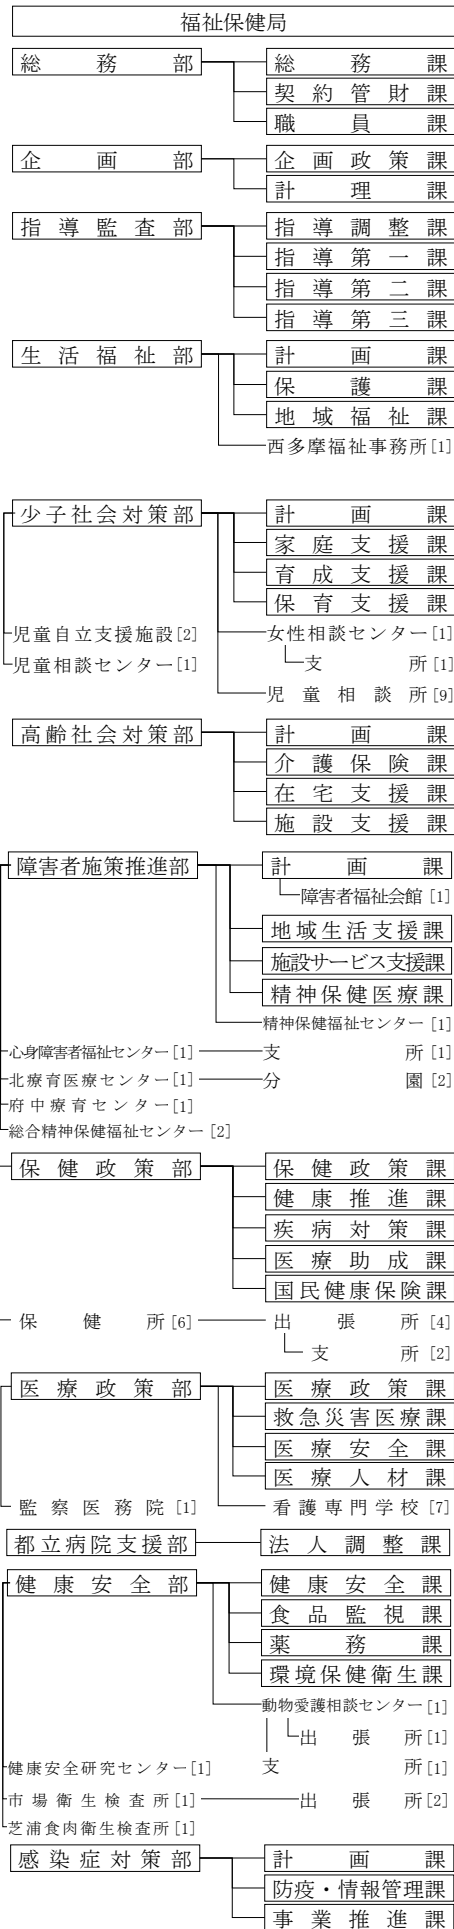 福祉保健局
総務部 総務課
契約管財課
職員課
企画部 企画政策課
計理課
指導監査部 指導調整課
指導第一課
指導第二課
指導第三課
生活福祉部 計画課
保護課
地域福祉課
西多摩福祉事務所[1]
少子社会対策部 計画課
家庭支援課
育成支援課
保育支援課
児童自立支援施設[2] 女性相談センター[1]
児童相談センター[1] 支所[1]
児童相談所[9]
高齢社会対策部 計画課
介護保険課
在宅支援課
施設支援課
障害者施策推進部 計画課
障害者福祉会館[1]
地域生活支援課
施設サービス支援課
精神保健医療課
精神保健福祉センター[1]
心身障害者福祉センター[1] 支所[1]
北療育医療センター[1] 分園[2]
府中療育センター[1]
総合精神保健福祉センター[2]
保健政策部 保健政策課
健康推進課
疾病対策課
医療助成課
国民健康保険課
保健所[6] 出張所[4]
支所[2]
医療政策部 医療政策課
救急災害医療課
医療安全課
医療人材課
監察医務院[1] 看護専門学校[7]
都立病院支援部 法人調整課
健康安全部 健康安全課
食品監視課
薬務課
環境保健衛生課
動物愛護相談センター[1]
出張所[1]
健康安全研究センター[1] 支所[1]
市場衛生検査所[1] 出張所[2]
芝浦食肉衛生検査所[1]
感染症対策部 計画課
防疫・情報管理課
事業推進課